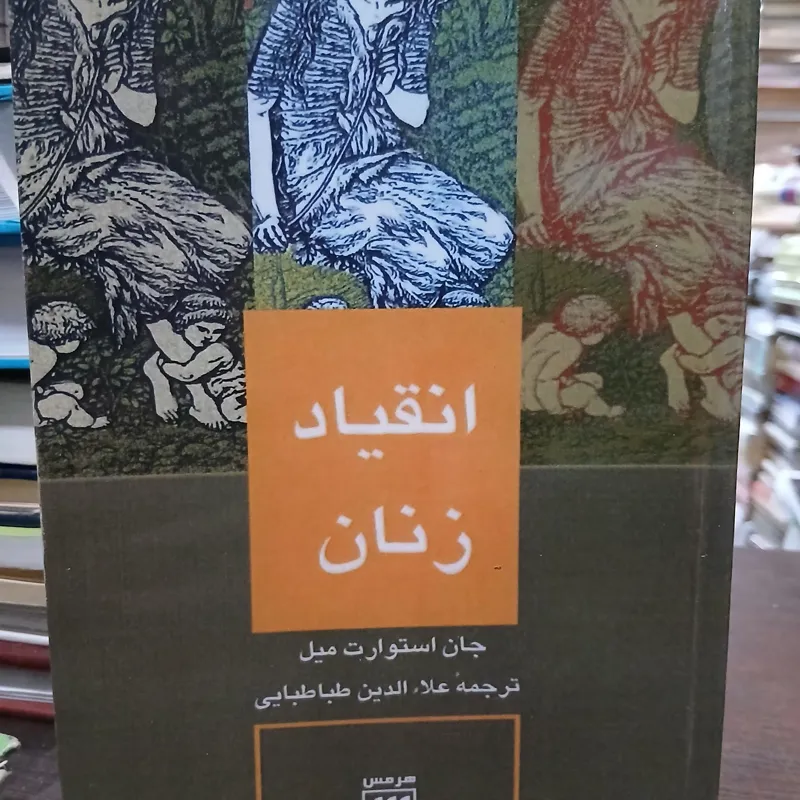 انقیاد
زنان
جان استوارت میل
ترجمهٔ علاء الدین طباطبایی
هرمس